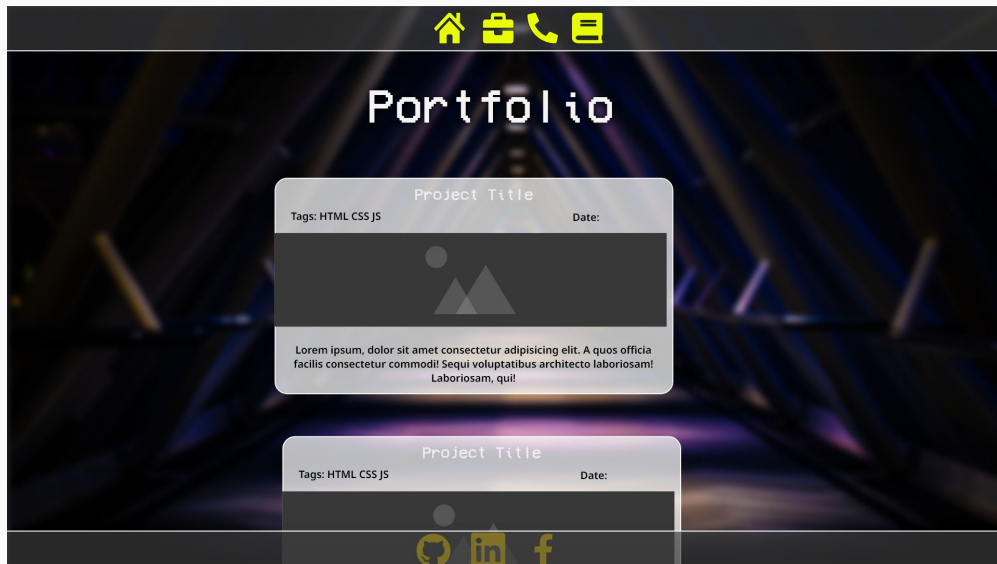 Portfolio
Project Title
Tags: HTML CSS JS Date:
Lorem ipsum, dolor sit amet consectetur adipisicing elit. A quos officia
facilis consectetur commodi! Sequi voluptatibus architecto laboriosam!
Laboriosam, qui!
Project Title
Tags: HTML CSS JS Date:
in